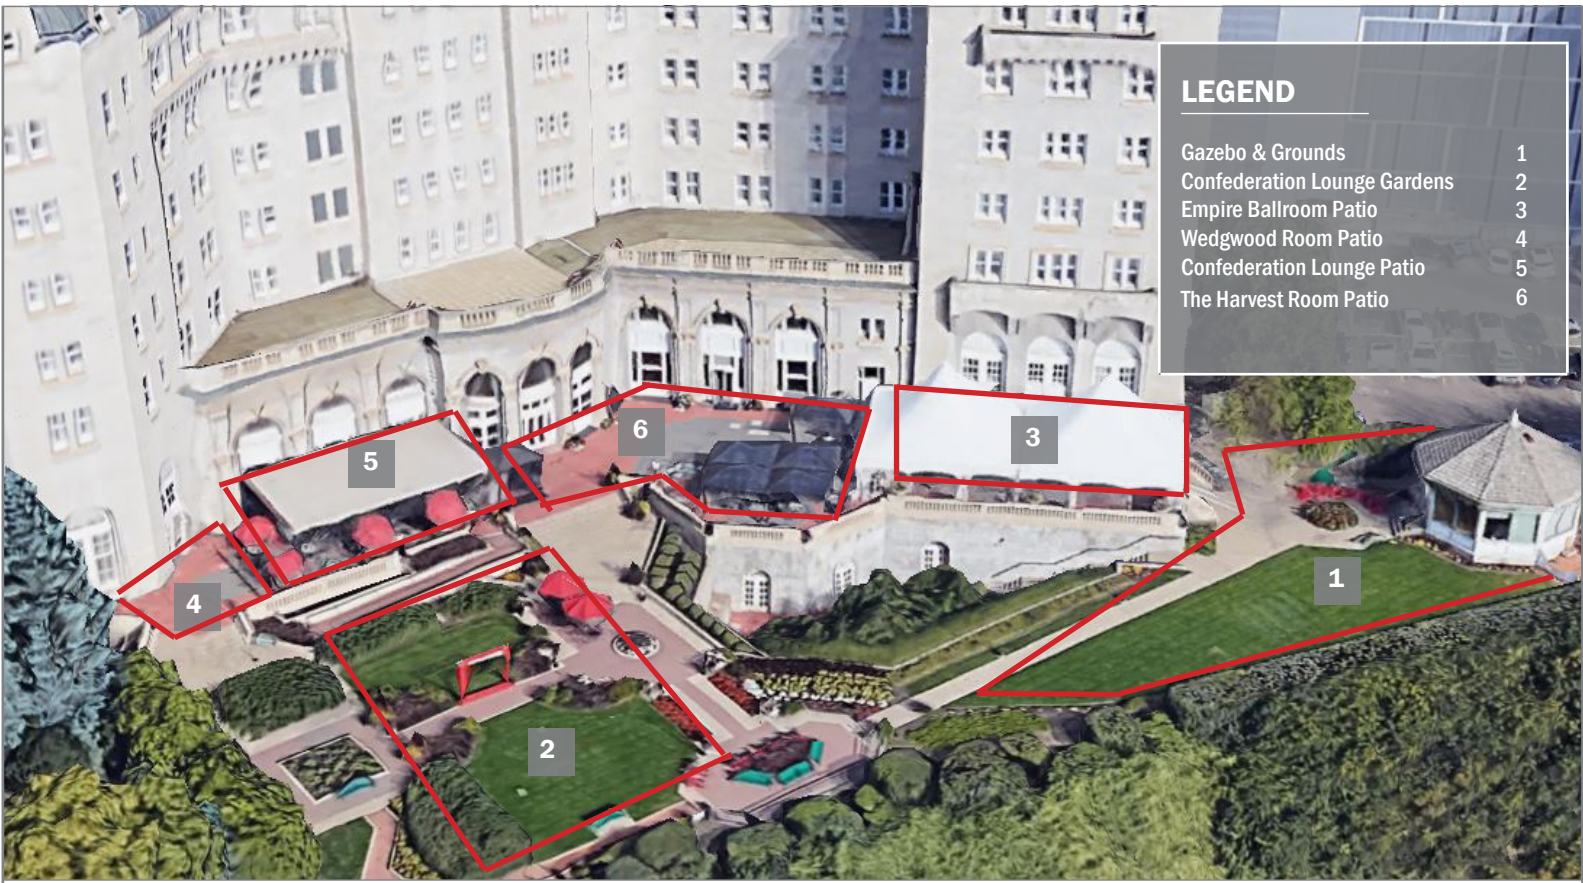 LEGEND
Gazebo & Grounds 1
Confederation Lounge Gardens 2
Empire Ballroom Patio 3
Wedgwood Room Patio 4
Confederation Lounge Patio 5
The Harvest Room Patio 6
6
3
5
1
4
2